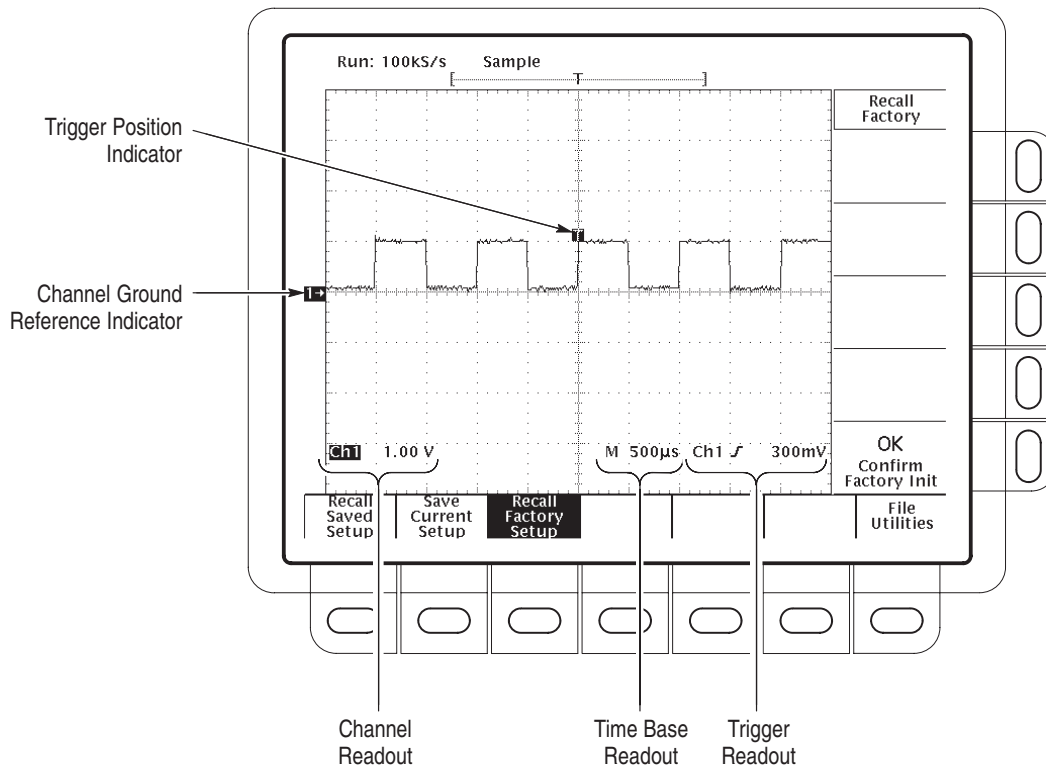 Run: 100kS/s Sample
T
Recall
Factory
Trigger Position
Indicator
T
Channel Ground
Reference Indicator
1→
Ch1 1.00 V M 500µs Ch1 300mV
OK
Confirm
Factory Init
Recall
Saved
Setup
Save
Current
Setup
Recall
Factory
Setup
File
Utilities
Channel
Readout
Time Base
Readout
Trigger
Readout